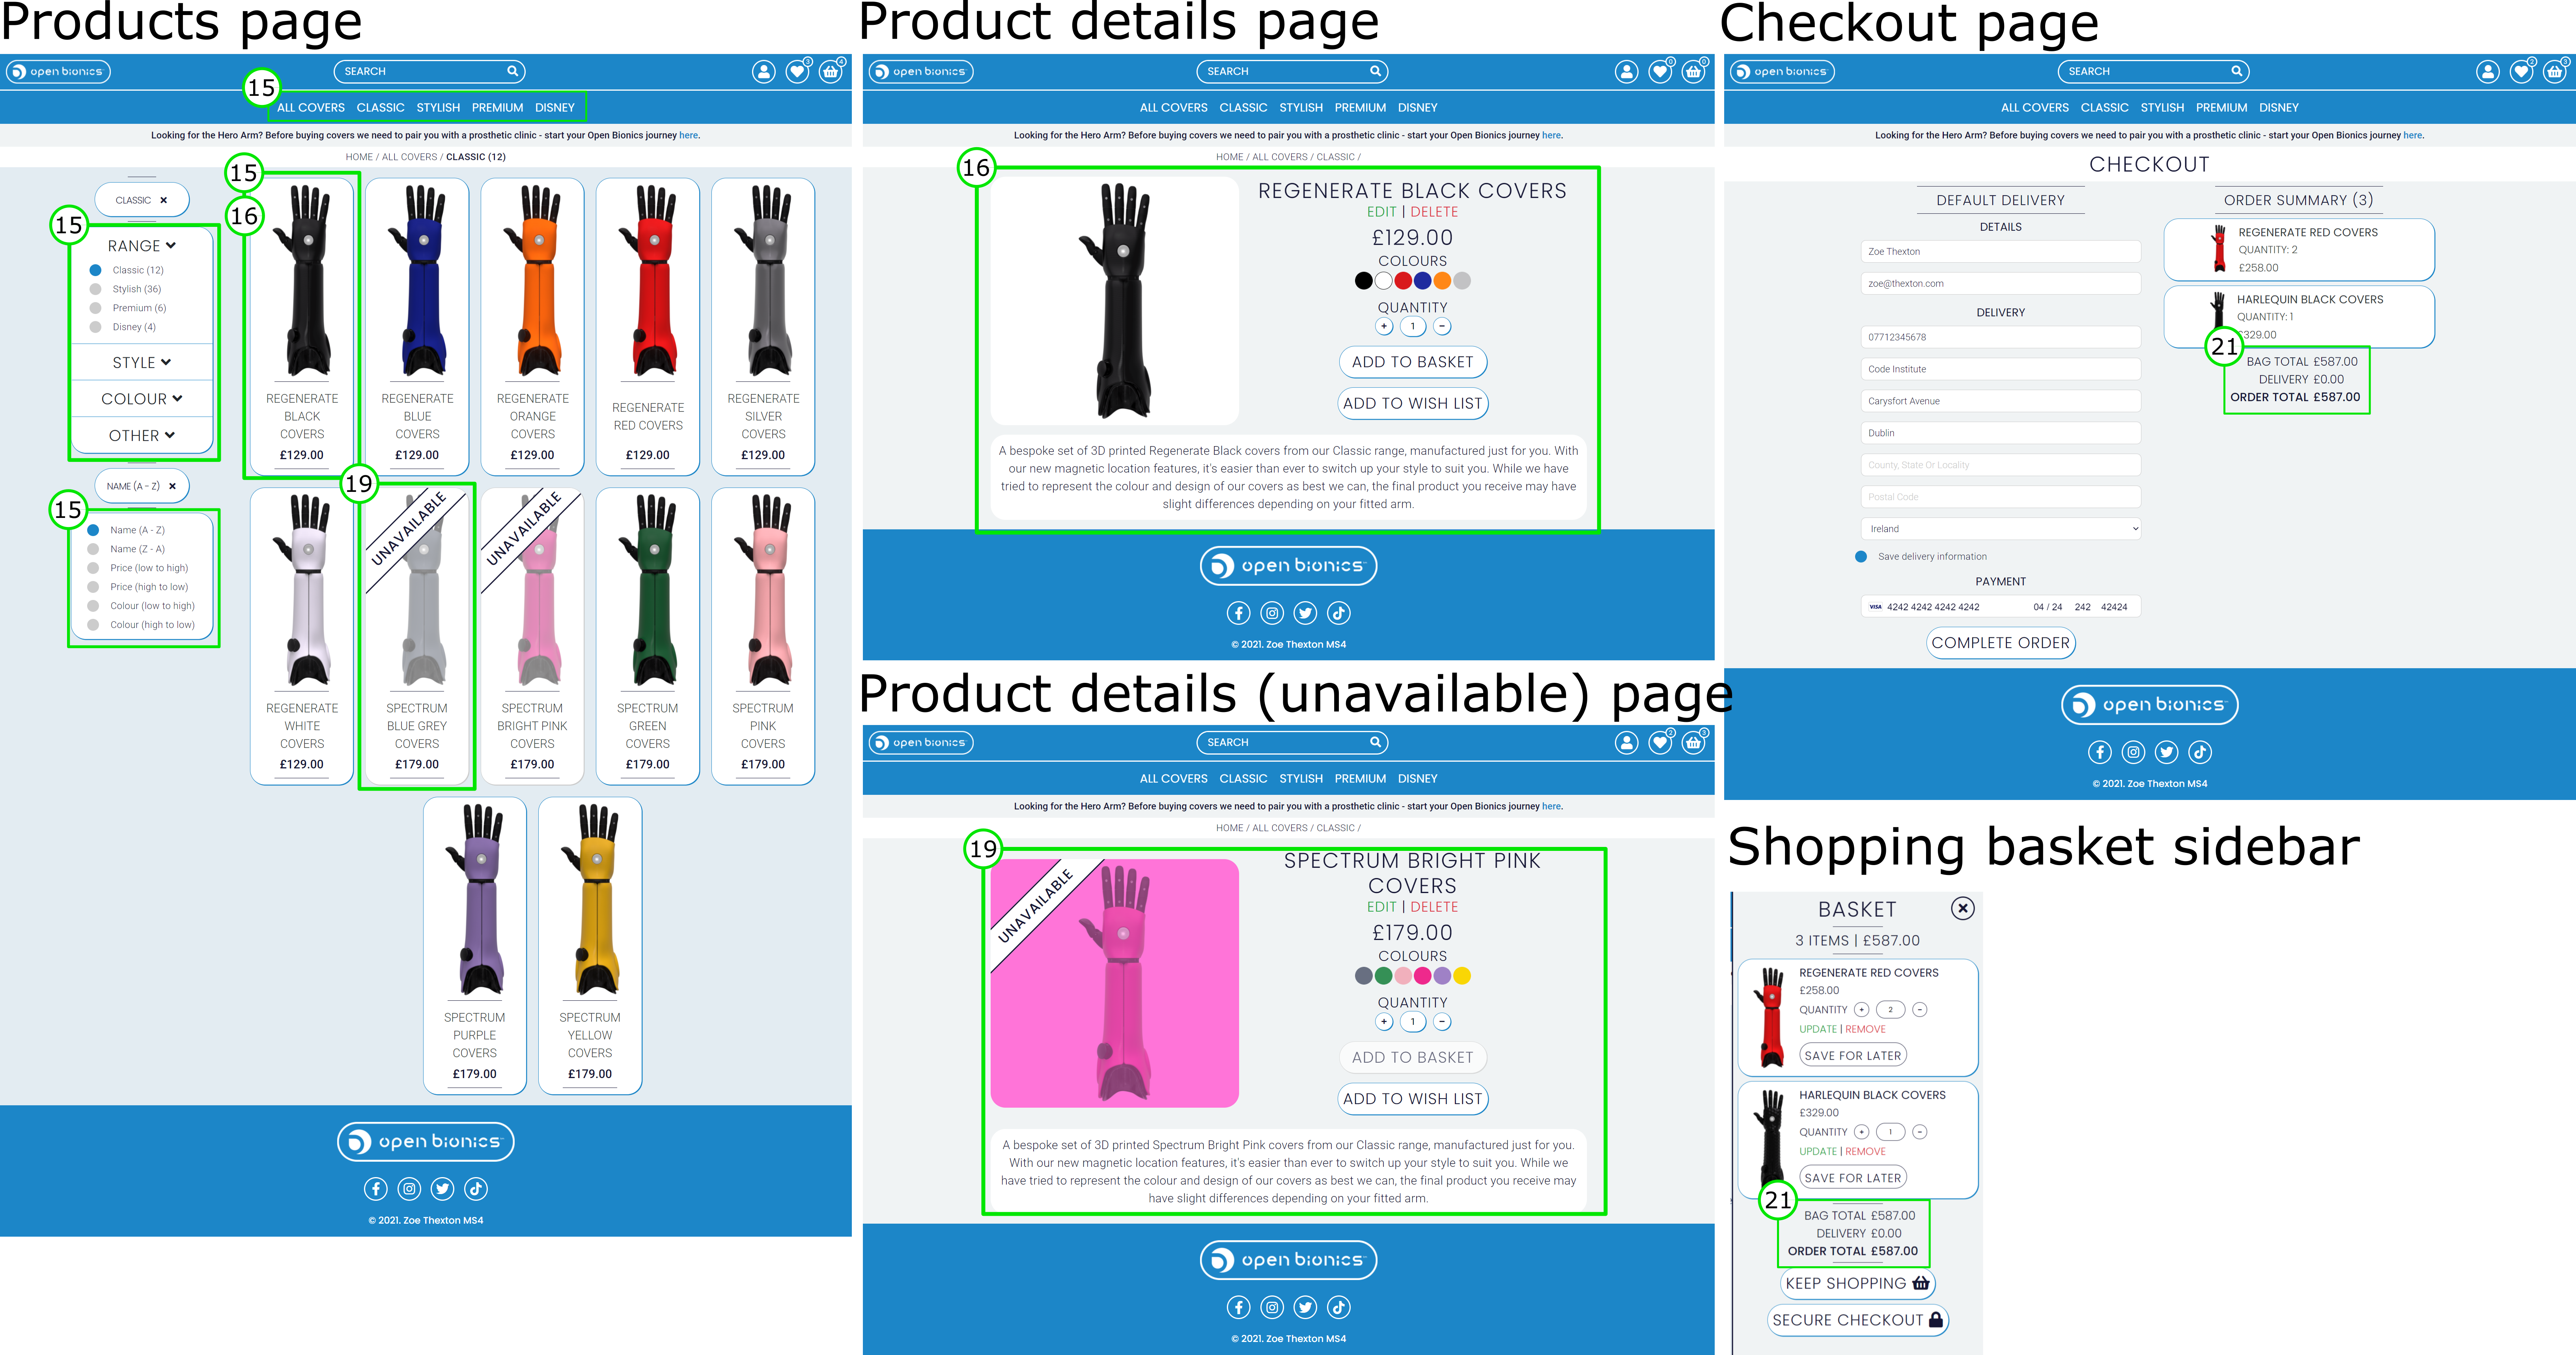 Products page
open bionics
SEARCH
3
4
15
ALL COVERS CLASSIC STYLISH PREMIUM DISNEY
Looking for the Hero Arm? Before buying covers we need to pair you with a prosthetic clinic - start your Open Bionics journey here.
HOME / ALL COVERS / CLASSIC (12)
15
16
CLASSIC ×
15
RANGE
Classic (12)
Stylish (36)
Premium (6)
Disney (4)
STYLE
COLOUR
OTHER
NAME (A - Z) ×
15
Name (A - Z)
Name (Z - A)
Price (low to high)
Price (high to low)
Colour (low to high)
Colour (high to low)
REGENERATE
BLACK
COVERS
£129.00
REGENERATE
BLUE
COVERS
£129.00
REGENERATE
ORANGE
COVERS
£129.00
REGENERATE
RED COVERS
£129.00
REGENERATE
SILVER
COVERS
£129.00
19
REGENERATE
WHITE
COVERS
£129.00
UNAVAILABLE
SPECTRUM
BLUE GREY
COVERS
£179.00
UNAVAILABLE
SPECTRUM
BRIGHT PINK
COVERS
£179.00
SPECTRUM
GREEN
COVERS
£179.00
SPECTRUM
PINK
COVERS
£179.00
SPECTRUM
PURPLE
COVERS
£179.00
SPECTRUM
YELLOW
COVERS
£179.00
open bionics
© 2021. Zoe Thexton MS4
Product details page
open bionics
SEARCH
0
0
ALL COVERS CLASSIC STYLISH PREMIUM DISNEY
Looking for the Hero Arm? Before buying covers we need to pair you with a prosthetic clinic - start your Open Bionics journey here.
HOME / ALL COVERS / CLASSIC /
16
REGENERATE BLACK COVERS
EDIT | DELETE
£129.00
COLOURS
QUANTITY
+ 1 -
ADD TO BASKET
ADD TO WISH LIST
A bespoke set of 3D printed Regenerate Black covers from our Classic range, manufactured just for you. With
our new magnetic location features, it's easier than ever to switch up your style to suit you. While we have
tried to represent the colour and design of our covers as best we can, the final product you receive may have
slight differences depending on your fitted arm.
open bionics
© 2021. Zoe Thexton MS4
Product details (unavailable) page
open bionics
SEARCH
2
3
ALL COVERS CLASSIC STYLISH PREMIUM DISNEY
Looking for the Hero Arm? Before buying covers we need to pair you with a prosthetic clinic - start your Open Bionics journey here.
HOME / ALL COVERS / CLASSIC /
19
UNAVAILABLE
SPECTRUM BRIGHT PINK
COVERS
EDIT | DELETE
£179.00
COLOURS
QUANTITY
+ 1 -
ADD TO BASKET
ADD TO WISH LIST
A bespoke set of 3D printed Spectrum Bright Pink covers from our Classic range, manufactured just for you.
With our new magnetic location features, it's easier than ever to switch up your style to suit you. While we
have tried to represent the colour and design of our covers as best we can, the final product you receive may
have slight differences depending on your fitted arm.
open bionics
© 2021. Zoe Thexton MS4
Checkout page
open bionics
SEARCH
2
3
ALL COVERS CLASSIC STYLISH PREMIUM DISNEY
Looking for the Hero Arm? Before buying covers we need to pair you with a prosthetic clinic - start your Open Bionics journey here.
CHECKOUT
DEFAULT DELIVERY
DETAILS
Zoe Thexton
zoe@thexton.com
DELIVERY
07712345678
Code Institute
Carysfort Avenue
Dublin
County, State Or Locality
Postal Code
Ireland
Save delivery information
PAYMENT
VISA 4242 4242 4242 4242 04 / 24 242 42424
COMPLETE ORDER
ORDER SUMMARY (3)
REGENERATE RED COVERS
QUANTITY: 2
£258.00
HARLEQUIN BLACK COVERS
QUANTITY: 1
£329.00
21
BAG TOTAL £587.00
DELIVERY £0.00
ORDER TOTAL £587.00
open bionics
© 2021. Zoe Thexton MS4
Shopping basket sidebar
BASKET
3 ITEMS | £587.00
REGENERATE RED COVERS
£258.00
QUANTITY + 2 -
UPDATE | REMOVE
SAVE FOR LATER
HARLEQUIN BLACK COVERS
£329.00
QUANTITY + 1 -
UPDATE | REMOVE
SAVE FOR LATER
21
BAG TOTAL £587.00
DELIVERY £0.00
ORDER TOTAL £587.00
KEEP SHOPPING
SECURE CHECKOUT